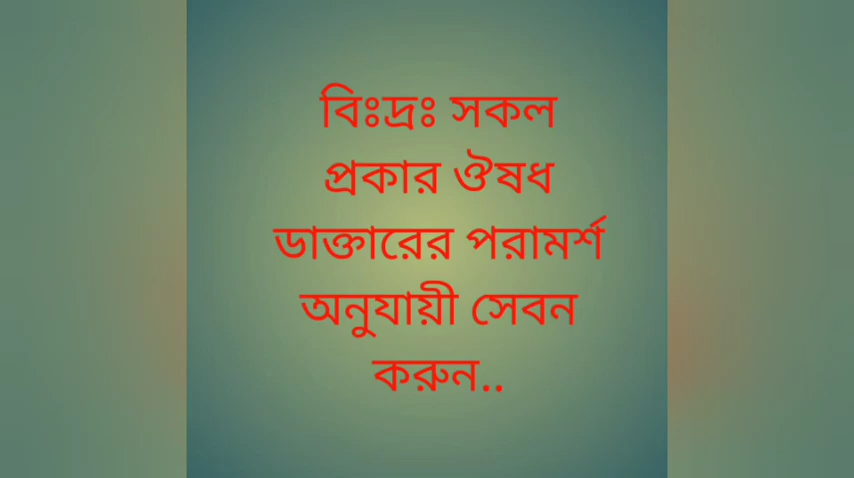 বিঃদ্রঃ সকল
প্রকার ঔষধ
ডাক্তারের পরামর্শ
অনুযায়ী সেবন
করুন..